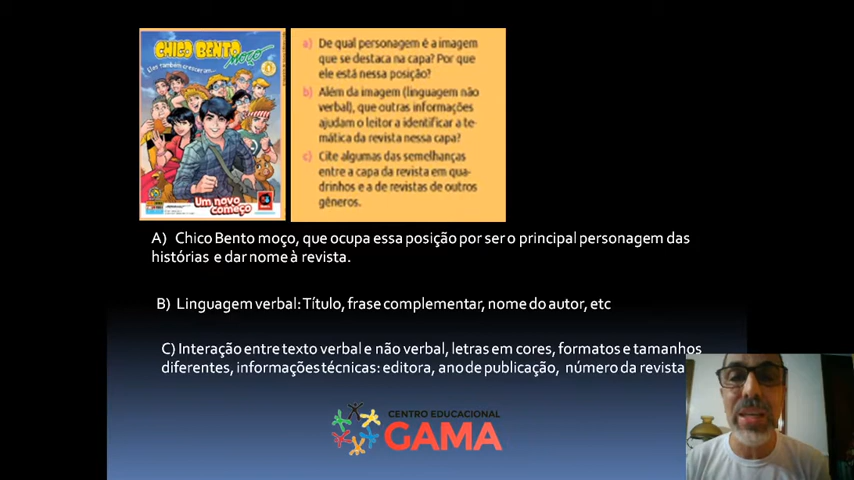 CHICO BENTO
MOÇO
Eles também cresceram...
Um novo
começo
a) De qual personagem é a imagem
que se destaca na capa? Por que
ele está nessa posição?
b) Além da imagem (linguagem não
verbal), que outras informações
ajudam o leitor a identificar a te-
mática da revista nessa capa?
c) Cite algumas das semelhanças
entre a capa da revista em qua-
drinhos e a de revistas de outros
gêneros.
A) Chico Bento moço, que ocupa essa posição por ser o principal personagem das
histórias e dar nome à revista.
B) Linguagem verbal: Título, frase complementar, nome do autor, etc
C) Interação entre texto verbal e não verbal, letras em cores, formatos e tamanhos
diferentes, informações técnicas: editora, ano de publicação, número da revista
CENTRO EDUCACIONAL
GAMA